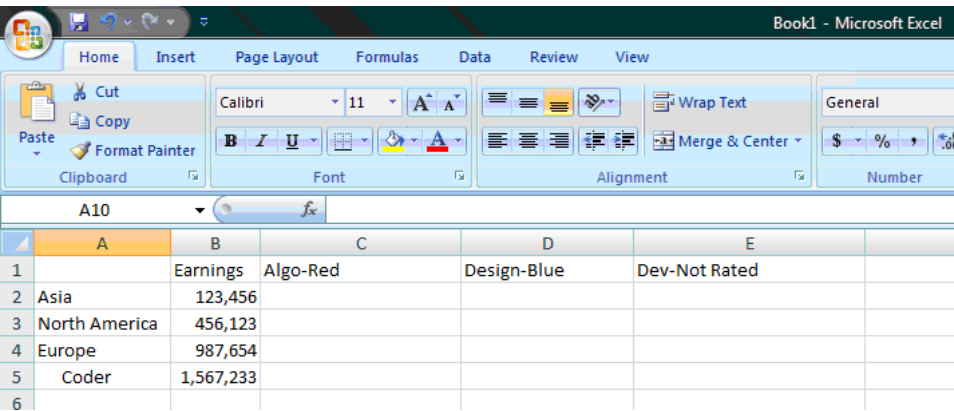 Book1 - Microsoft Excel
Home Insert Page Layout Formulas Data Review View
Cut
Copy
Paste
Format Painter
Calibri 11 A A
Wrap Text
General
B I U A
Merge & Center
$ % ,
Clipboard Font Alignment Number
A10 fx
A B C D E
1 Earnings Algo-Red Design-Blue Dev-Not Rated
2 Asia 123,456
3 North America 456,123
4 Europe 987,654
5 Coder 1,567,233
6